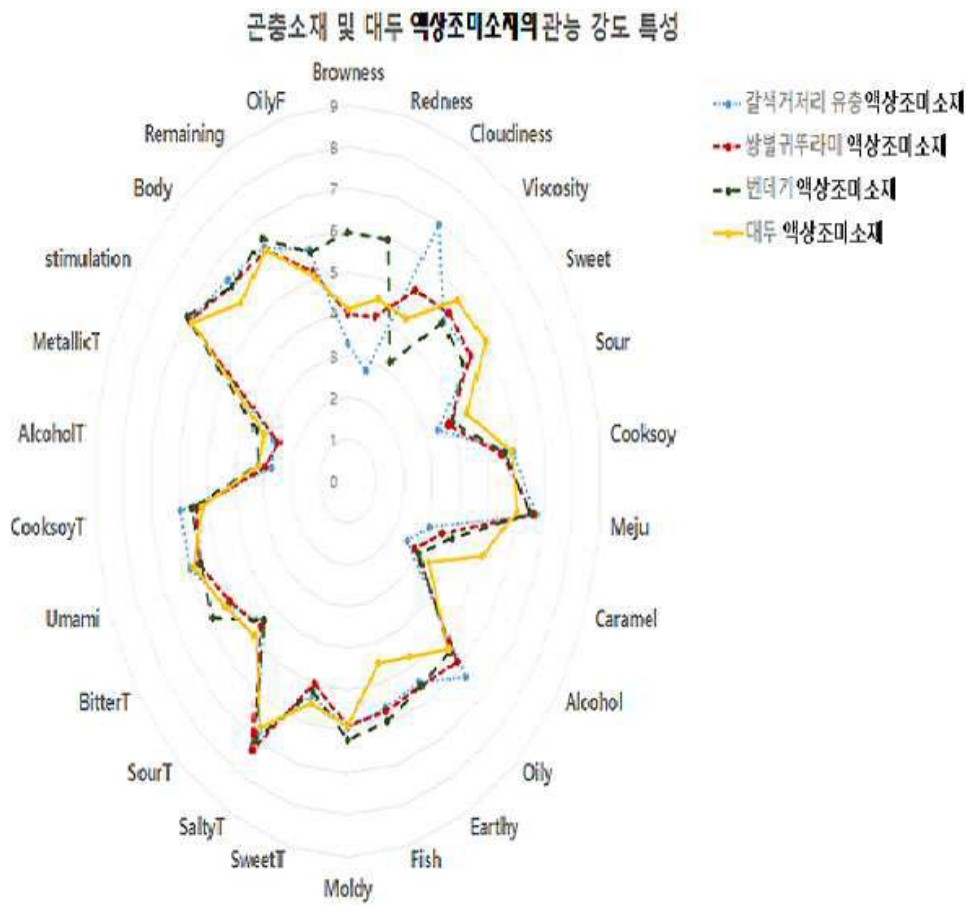 곤충소재 및 대두 액상조미소재의 관능 강도 특성
갈색거저리 유충액상조미소재
쌍별귀뚜라미 액상조미소재
번데기액상조미소재
대두 액상조미소재
Browness
Redness
Cloudiness
Viscosity
Sweet
Sour
Cooksoy
Meju
Caramel
Alcohol
Oily
Eartlhy
Fish
Moldy
SweetT
SaltyT
SourT
BitterT
Umami
CooksoyT
AlcoholT
MetallicT
stimulation
Body
Remaining
OilyF
9
8
7
6
5
4
3
2
1
0